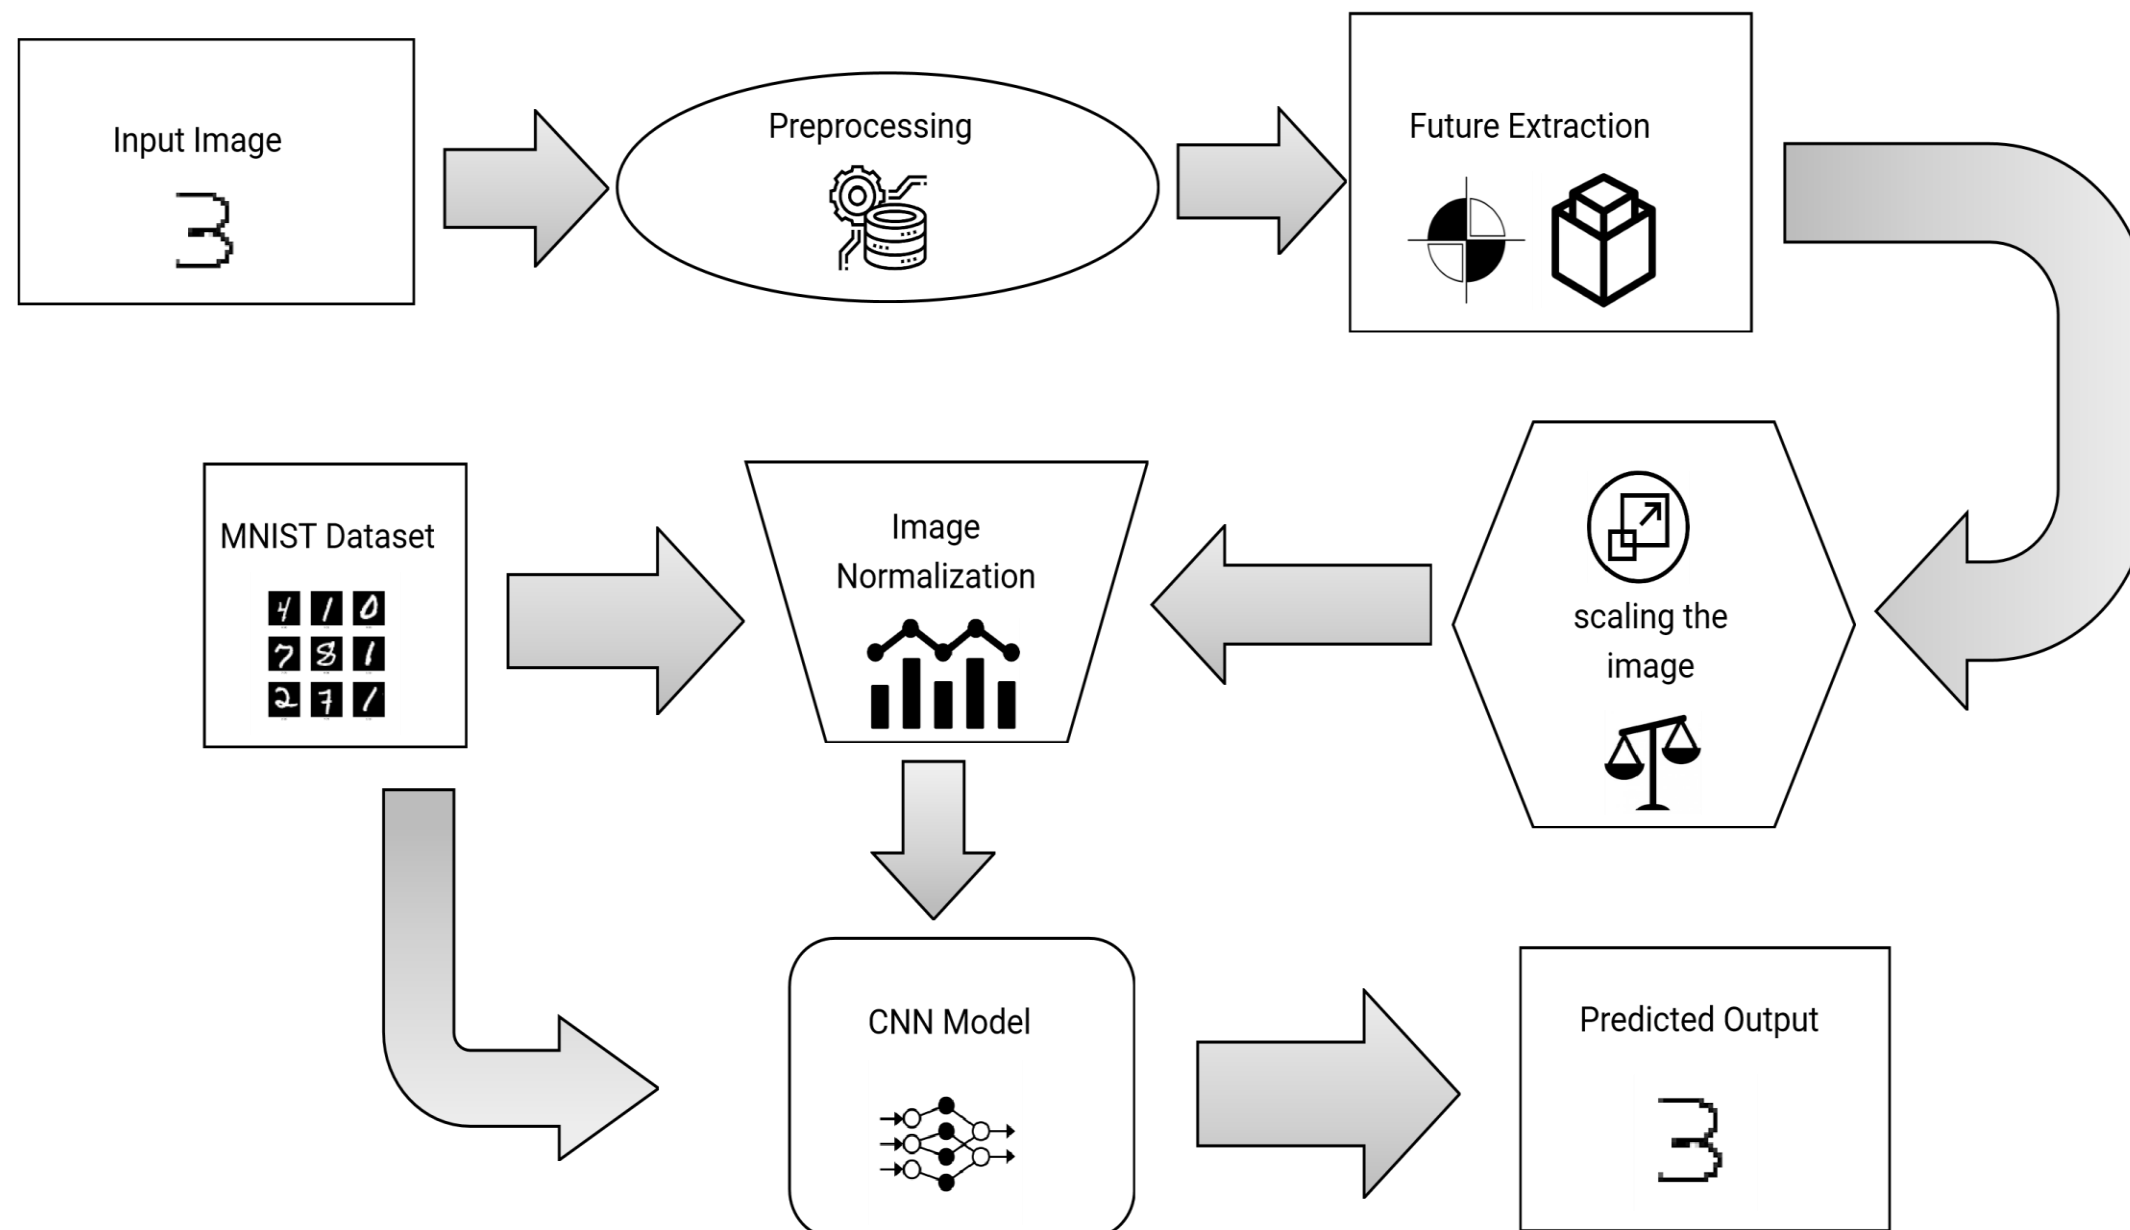 Input Image
3
Preprocessing
Future Extraction
MNIST Dataset
4 1 0
7 8 1
2 7 1
Image
Normalization
scaling the
image
CNN Model
Predicted Output
3